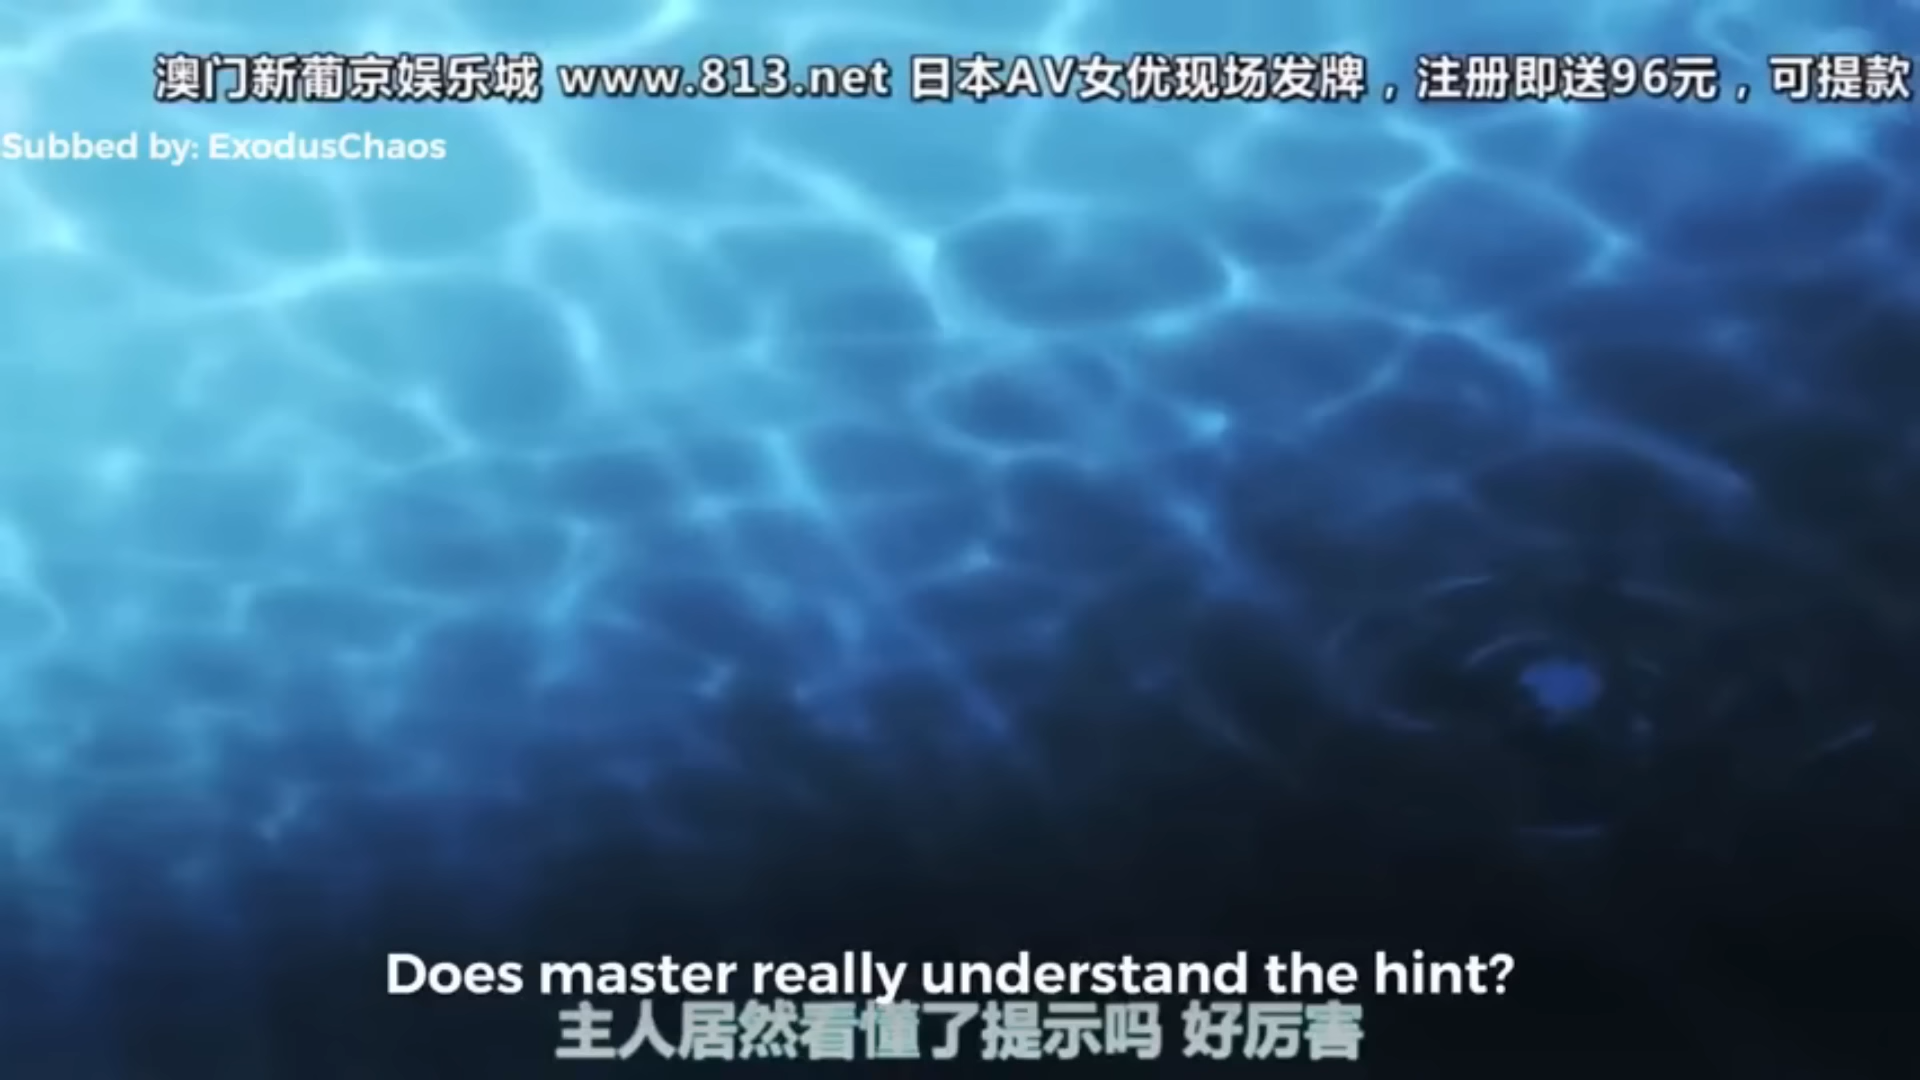 澳门新葡京娱乐城 www.813.net 日本AV女优现场发牌，注册即送96元，可提款
Subbed by: ExodusChaos
Does master really understand the hint?
主人居然看懂了提示吗 好厉害